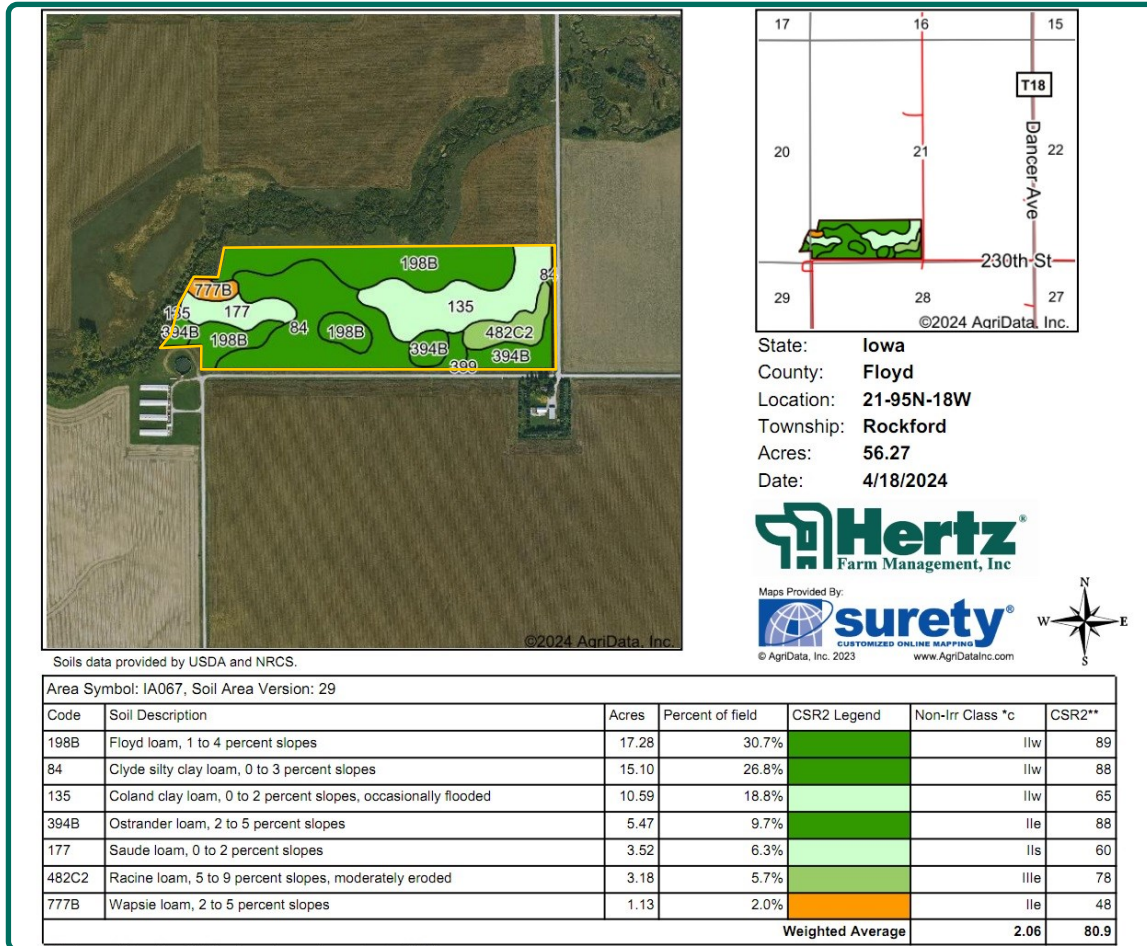 198B
84
777B
135
177
135
394B
198B
84
198B
482C2
394B
394B
399
©2024 AgriData, Inc.
Soils data provided by USDA and NRCS.
17
16
15
T18
Dancer Ave
20
21
22
230th St
29
28
27
©2024 AgriData, Inc.
State: Iowa
County: Floyd
Location: 21-95N-18W
Township: Rockford
Acres: 56.27
Date: 4/18/2024
Hertz®
Farm Management, Inc
Maps Provided By:
surety®
CUSTOMIZED ONLINE MAPPING
© AgriData, Inc. 2023 www.AgriDataInc.com
N
W E
S
Area Symbol: IA067, Soil Area Version: 29
Code Soil Description Acres Percent of field CSR2 Legend Non-Irr Class *c CSR2**
198B Floyd loam, 1 to 4 percent slopes 17.28 30.7% IIw 89
84 Clyde silty clay loam, 0 to 3 percent slopes 15.10 26.8% IIw 88
135 Coland clay loam, 0 to 2 percent slopes, occasionally flooded 10.59 18.8% IIw 65
394B Ostrander loam, 2 to 5 percent slopes 5.47 9.7% IIe 88
177 Saude loam, 0 to 2 percent slopes 3.52 6.3% IIs 60
482C2 Racine loam, 5 to 9 percent slopes, moderately eroded 3.18 5.7% IIIe 78
777B Wapsie loam, 2 to 5 percent slopes 1.13 2.0% IIe 48
Weighted Average 2.06 80.9